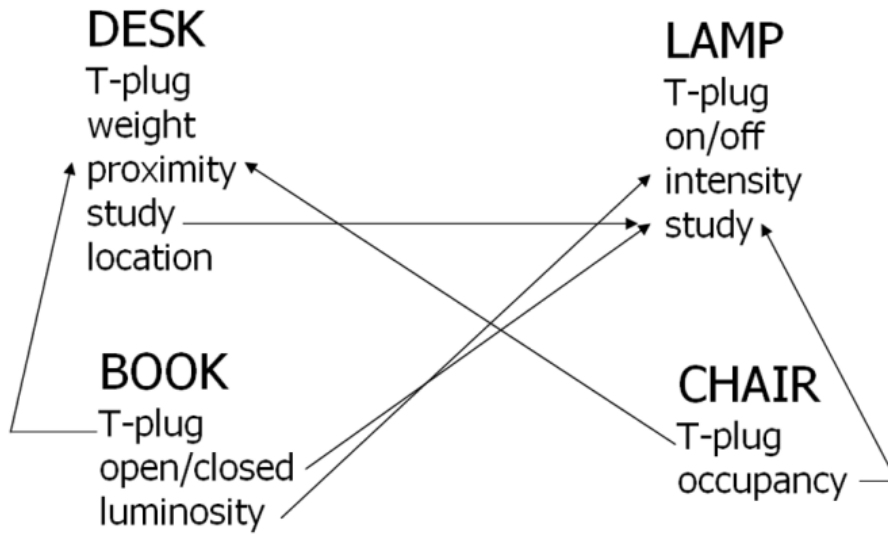 DESK
T-plug
weight
proximity
study
location
LAMP
T-plug
on/off
intensity
study
BOOK
T-plug
open/closed
luminosity
CHAIR
T-plug
occupancy